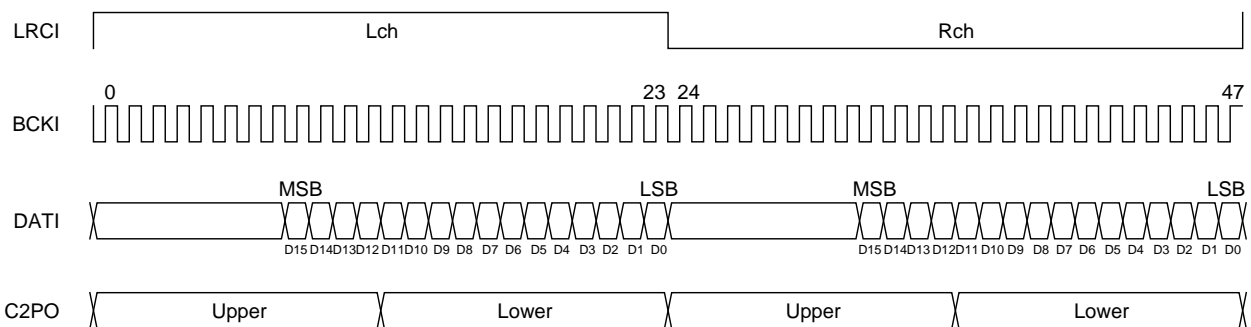 LRCI Lch Rch
0 23 24 47
BCKI
MSB LSB MSB LSB
DATI
D15 D14 D13 D12 D11 D10 D9 D8 D7 D6 D5 D4 D3 D2 D1 D0 D15 D14 D13 D12 D11 D10 D9 D8 D7 D6 D5 D4 D3 D2 D1 D0
C2PO Upper Lower Upper Lower